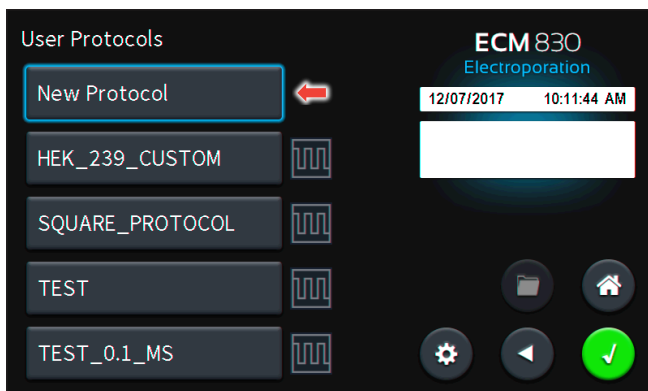 User Protocols
New Protocol
HEK_239_CUSTOM
SQUARE_PROTOCOL
TEST
TEST_0.1_MS
ECM 830
Electroporation
12/07/2017 10:11:44 AM